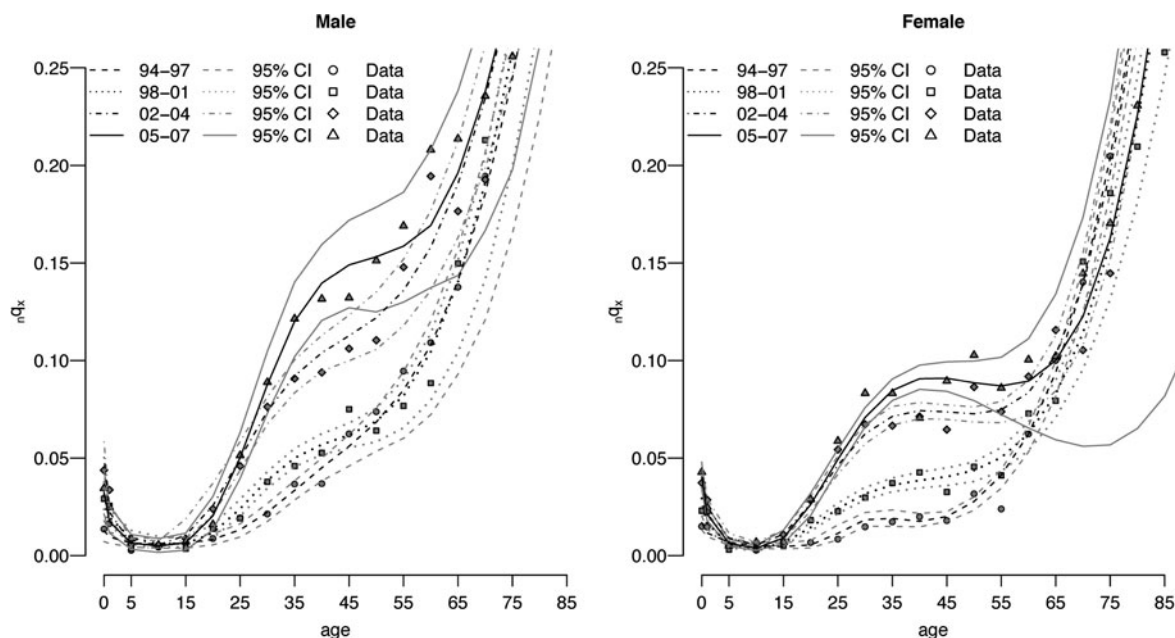 Male
0.25
0.20
0.15
0.10
0.05
0.00
nqx
94–97 95% CI Data
98–01 95% CI Data
02–04 95% CI Data
05–07 95% CI Data
0 5 15 25 35 45 55 65 75 85
age
Female
0.25
0.20
0.15
0.10
0.05
0.00
nqx
94–97 95% CI Data
98–01 95% CI Data
02–04 95% CI Data
05–07 95% CI Data
0 5 15 25 35 45 55 65 75 85
age